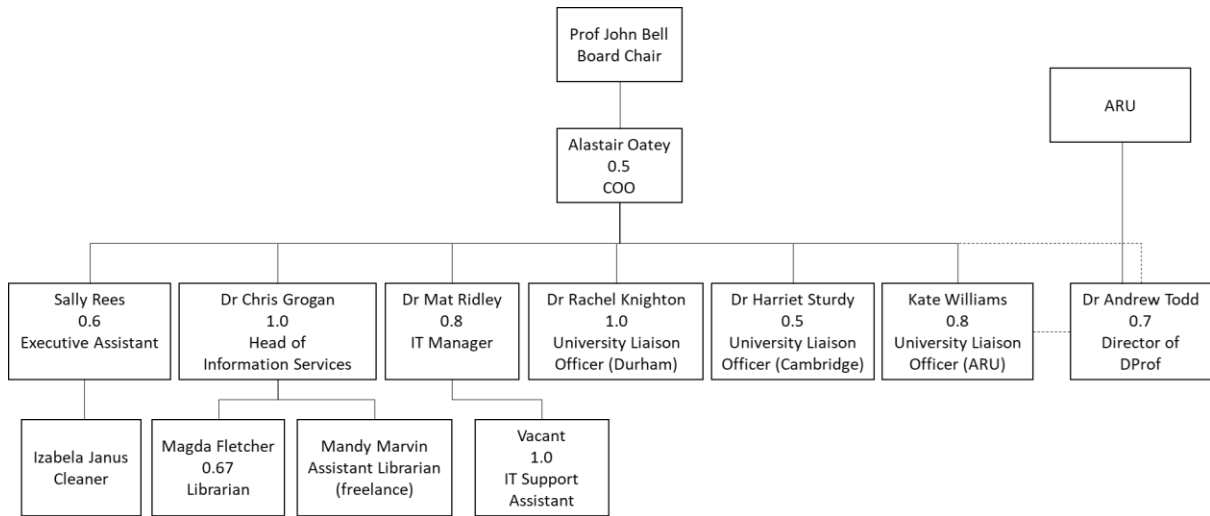 Prof John Bell
Board Chair
ARU
Alastair Oatey
0.5
COO
Sally Rees
0.6
Executive Assistant
Dr Chris Grogan
1.0
Head of
Information Services
Dr Mat Ridley
0.8
IT Manager
Dr Rachel Knighton
1.0
University Liaison
Officer (Durham)
Dr Harriet Sturdy
0.5
University Liaison
Officer (Cambridge)
Kate Williams
0.8
University Liaison
Officer (ARU)
Dr Andrew Todd
0.7
Director of
DProf
Izabela Janus
Cleaner
Magda Fletcher
0.67
Librarian
Mandy Marvin
Assistant Librarian
(freelance)
Vacant
1.0
IT Support
Assistant